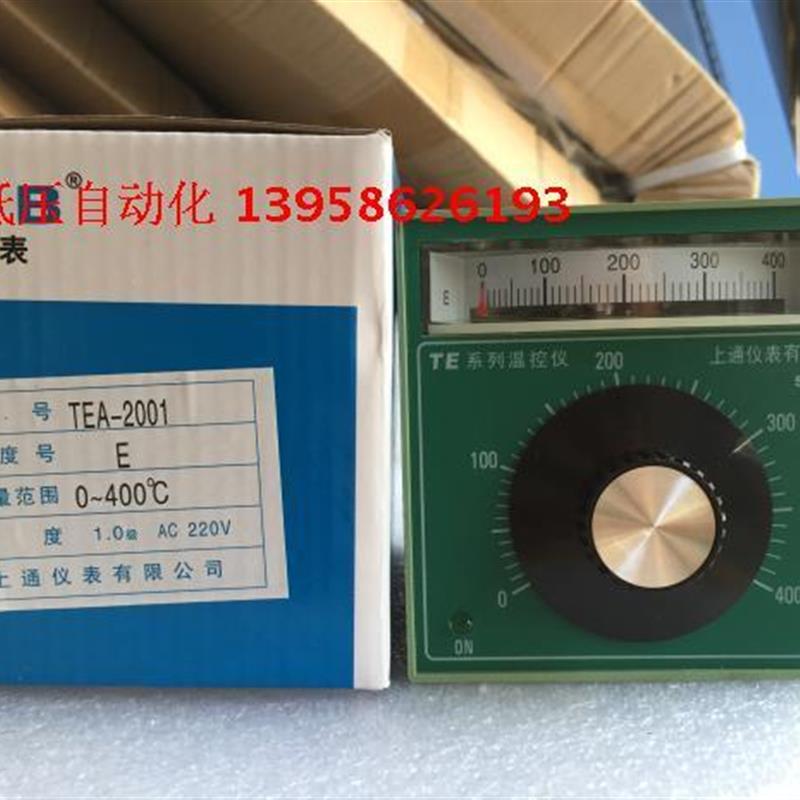 低压自动化 13958626193
B®
表
号 TEA-2001
度号 E
量范围 0~400℃
度 1.0级 AC 220V
上通仪表有限公司
0 100 200 300 400
E
TE 系列温控仪
上通仪表有
0 100 200 300 400
ON